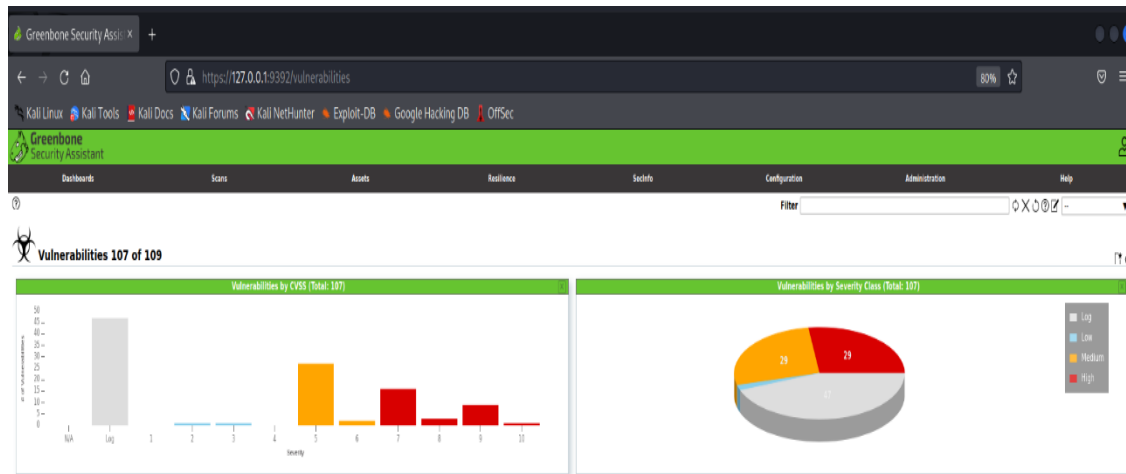 Greenbone Security Assis × +
https://127.0.0.1:9392/vulnerabilities 80%
Kali Linux Kali Tools Kali Docs Kali Forums Kali NetHunter Exploit-DB Google Hacking DB OffSec
Greenbone
Security Assistant
Dashboards Scans Assets Resilience SecInfo Configuration Administration Help
Filter --
Vulnerabilities 107 of 109
Vulnerabilities by CVSS (Total: 107)
# of Vulnerabilities
50
45
40
35
30
25
20
15
10
5
0
N/A Log 1 2 3 4 5 6 7 8 9 10
Severity
Vulnerabilities by Severity Class (Total: 107)
29 29
47
Log
Low
Medium
High